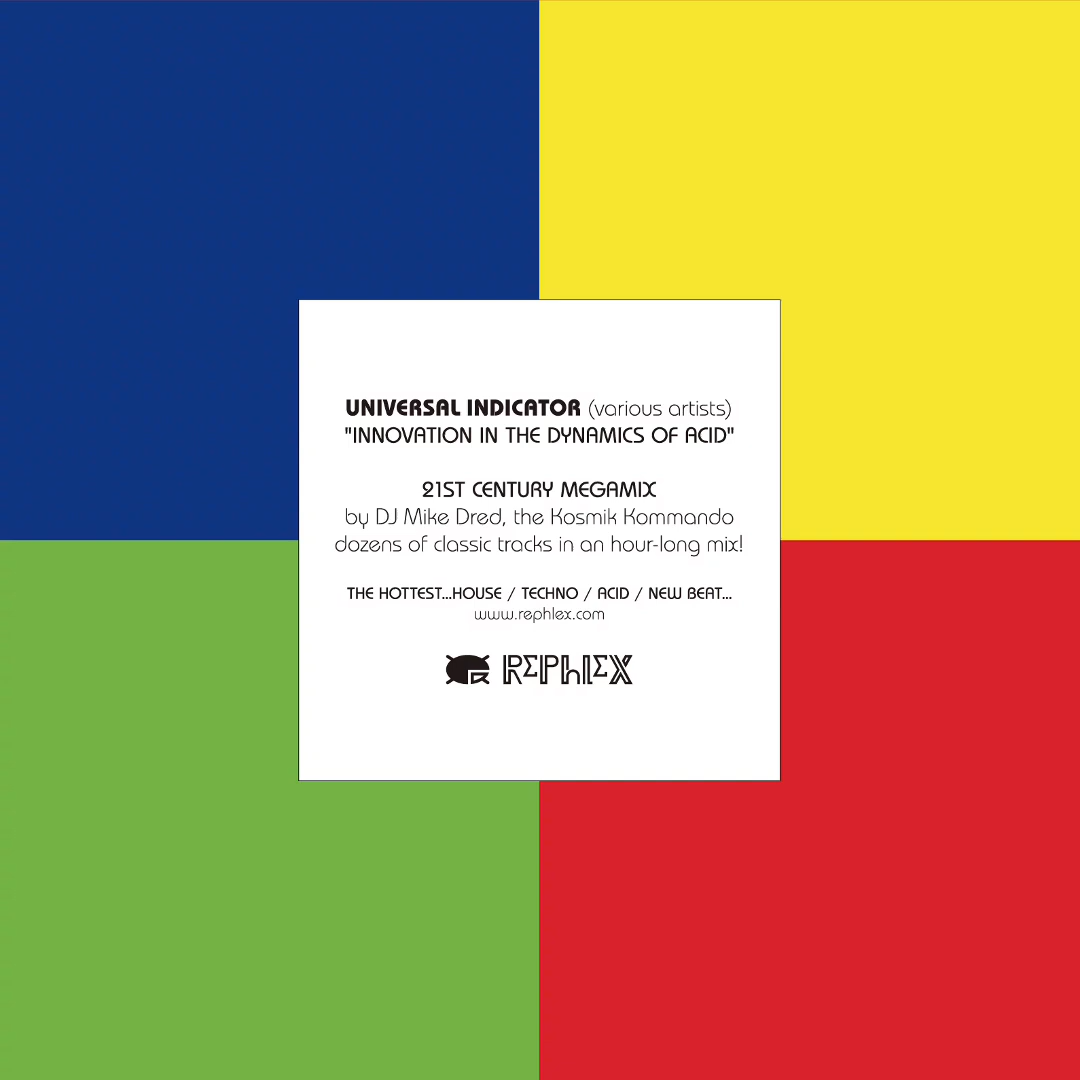 UNIVERSAL INDICATOR (various artists)
"INNOVATION IN THE DYNAMICS OF ACID"
21ST CENTURY MEGAMIX
by DJ Mike Dred, the Kosmik Kommando
dozens of classic tracks in an hour-long mix!
THE HOTTEST...HOUSE / TECHNO / ACID / NEW BEAT...
www.rephlex.com
REPHLEX